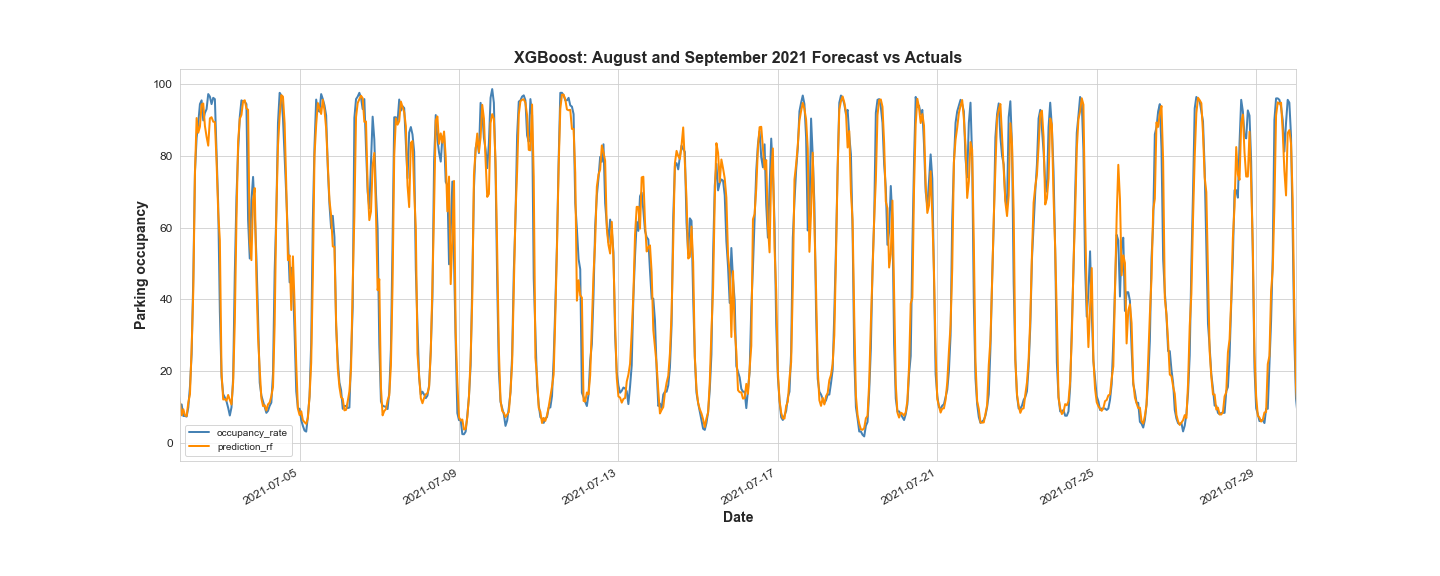 XGBoost: August and September 2021 Forecast vs Actuals
Parking occupancy
100
80
60
40
20
0
occupancy_rate
prediction_rf
2021-07-05
2021-07-09
2021-07-13
2021-07-17
2021-07-21
2021-07-25
2021-07-29
Date